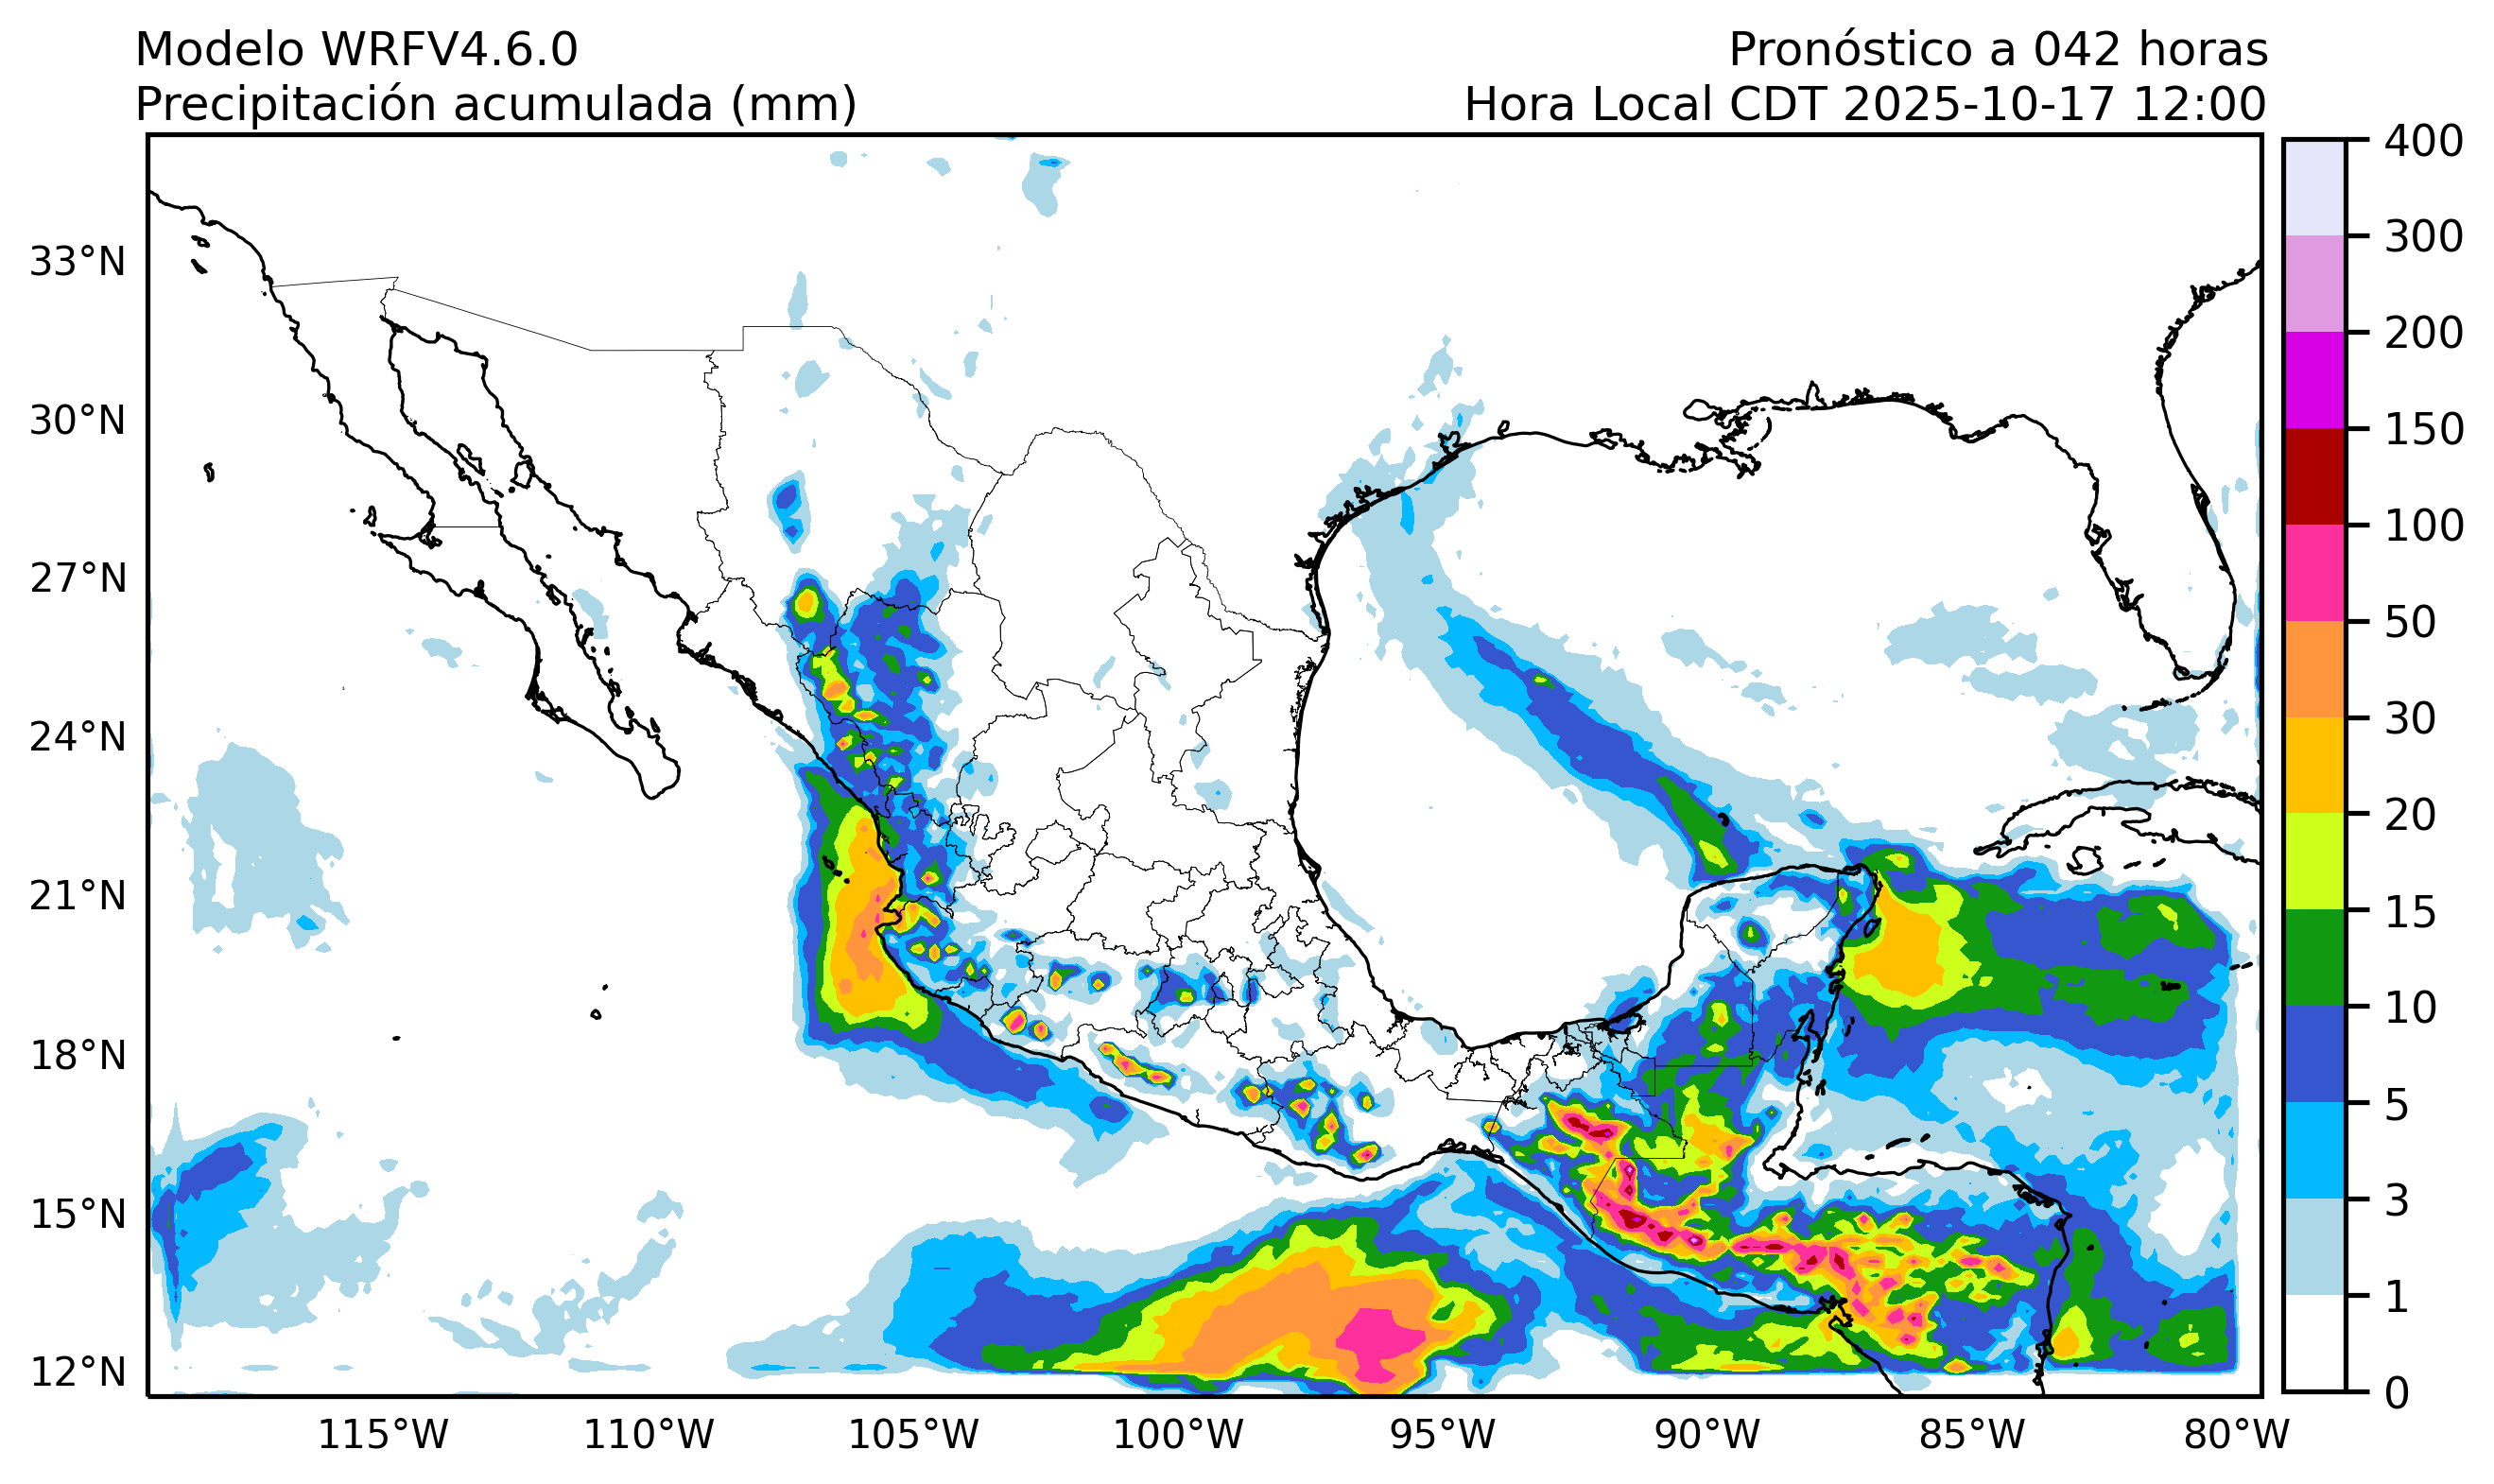 Modelo WRFV4.6.0
Pronóstico a 042 horas
Precipitación acumulada (mm)
Hora Local CDT 2025-10-17 12:00
33°N
30°N
27°N
24°N
21°N
18°N
15°N
12°N
115°W
110°W
105°W
100°W
95°W
90°W
85°W
80°W
400
300
200
150
100
50
30
20
15
10
5
3
1
0